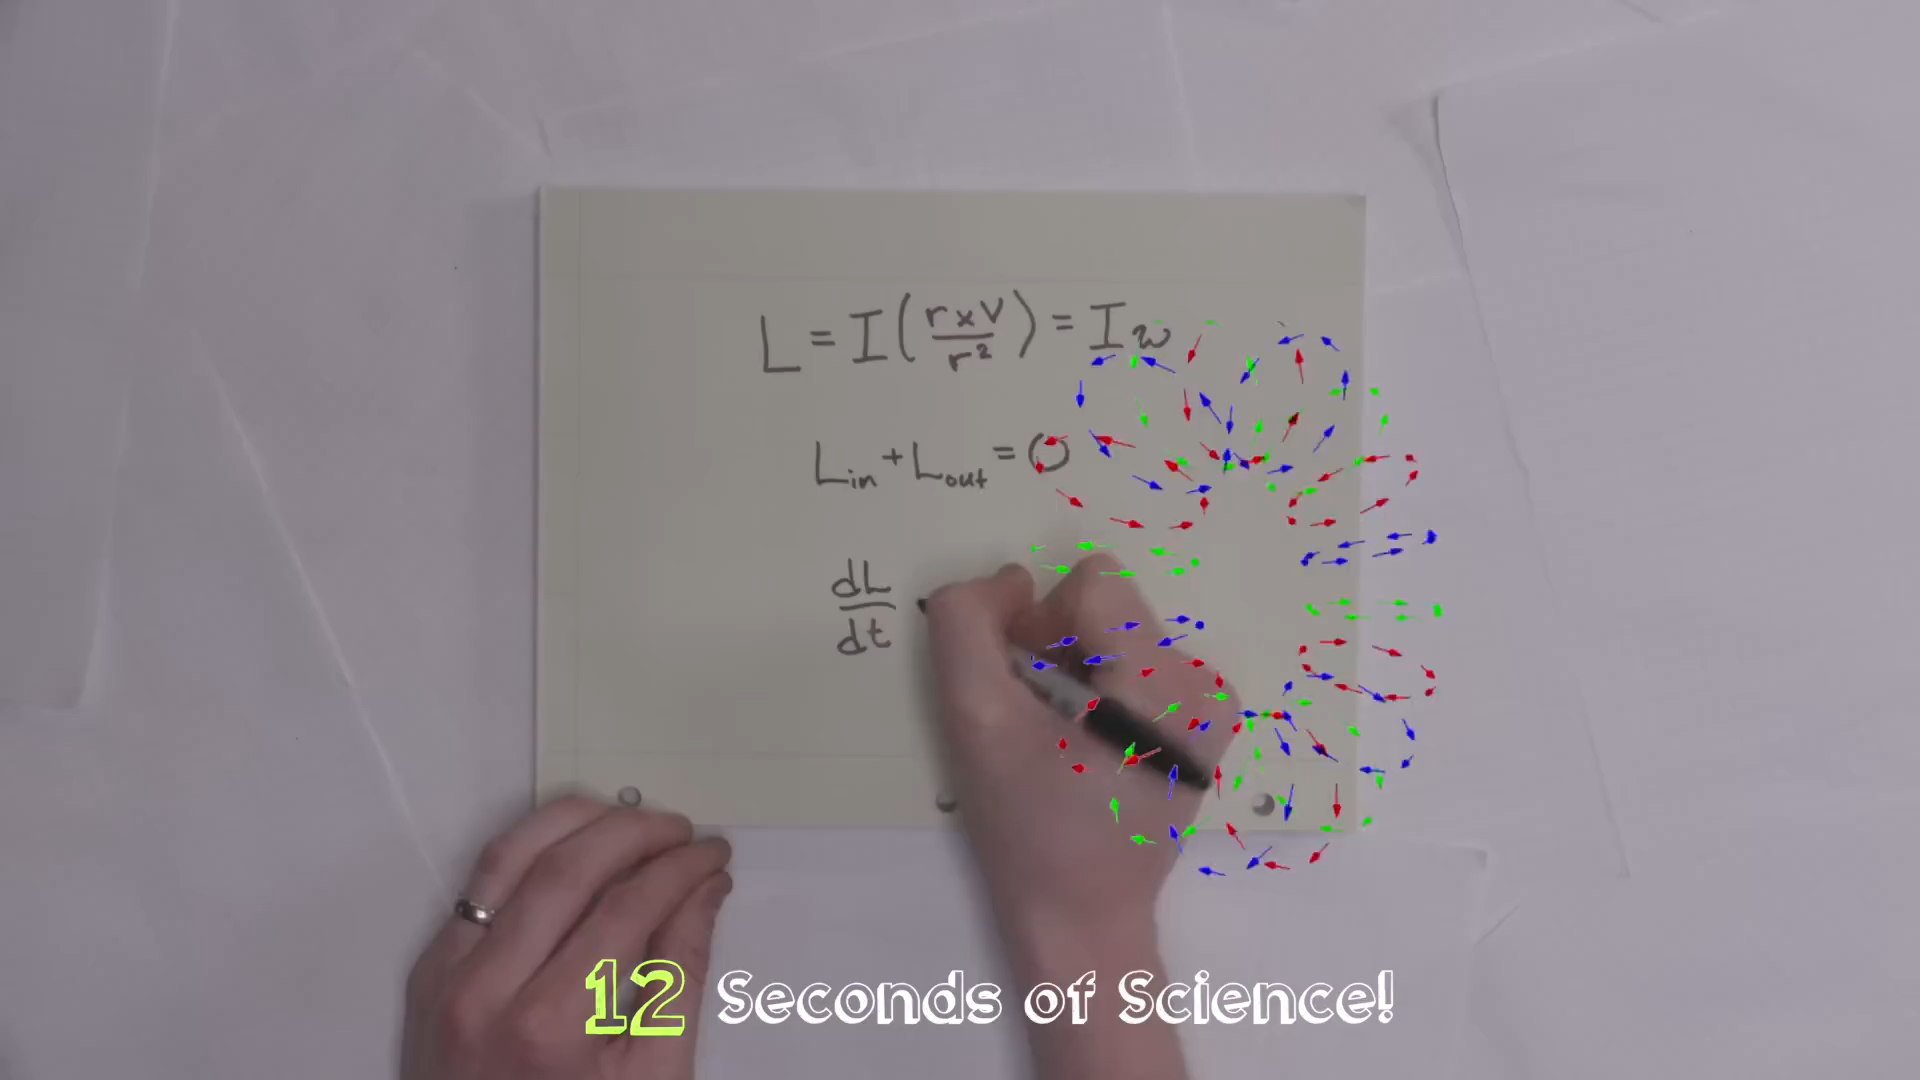 L = I(r×v/r²) = Iω
L_in + L_out = 0
dL/dt
12 Seconds of Science!